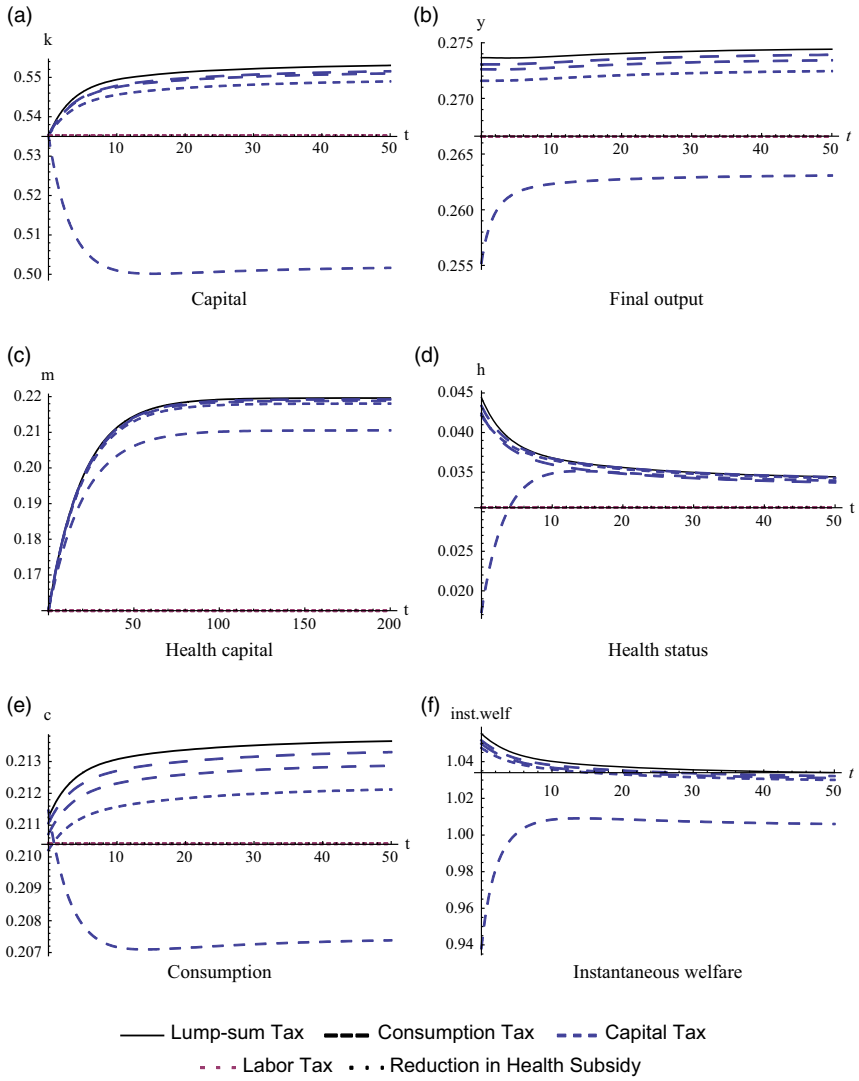 (a)
k
0.55
0.54
0.53
0.52
0.51
0.50
10 20 30 40 50 t
Capital
(b)
y
0.275
0.270
0.265
0.260
0.255
10 20 30 40 50 t
Final output
(c)
m
0.22
0.21
0.20
0.19
0.18
0.17
50 100 150 200 t
Health capital
(d)
h
0.045
0.040
0.035
0.025
0.020
10 20 30 40 50 t
Health status
(e)
c
0.213
0.212
0.211
0.210
0.209
0.208
0.207
10 20 30 40 50 t
Consumption
(f)
inst.welf
1.04
1.02
1.00
0.98
0.96
0.94
10 20 30 40 50 t
Instantaneous welfare
Lump-sum Tax Consumption Tax Capital Tax
Labor Tax Reduction in Health Subsidy